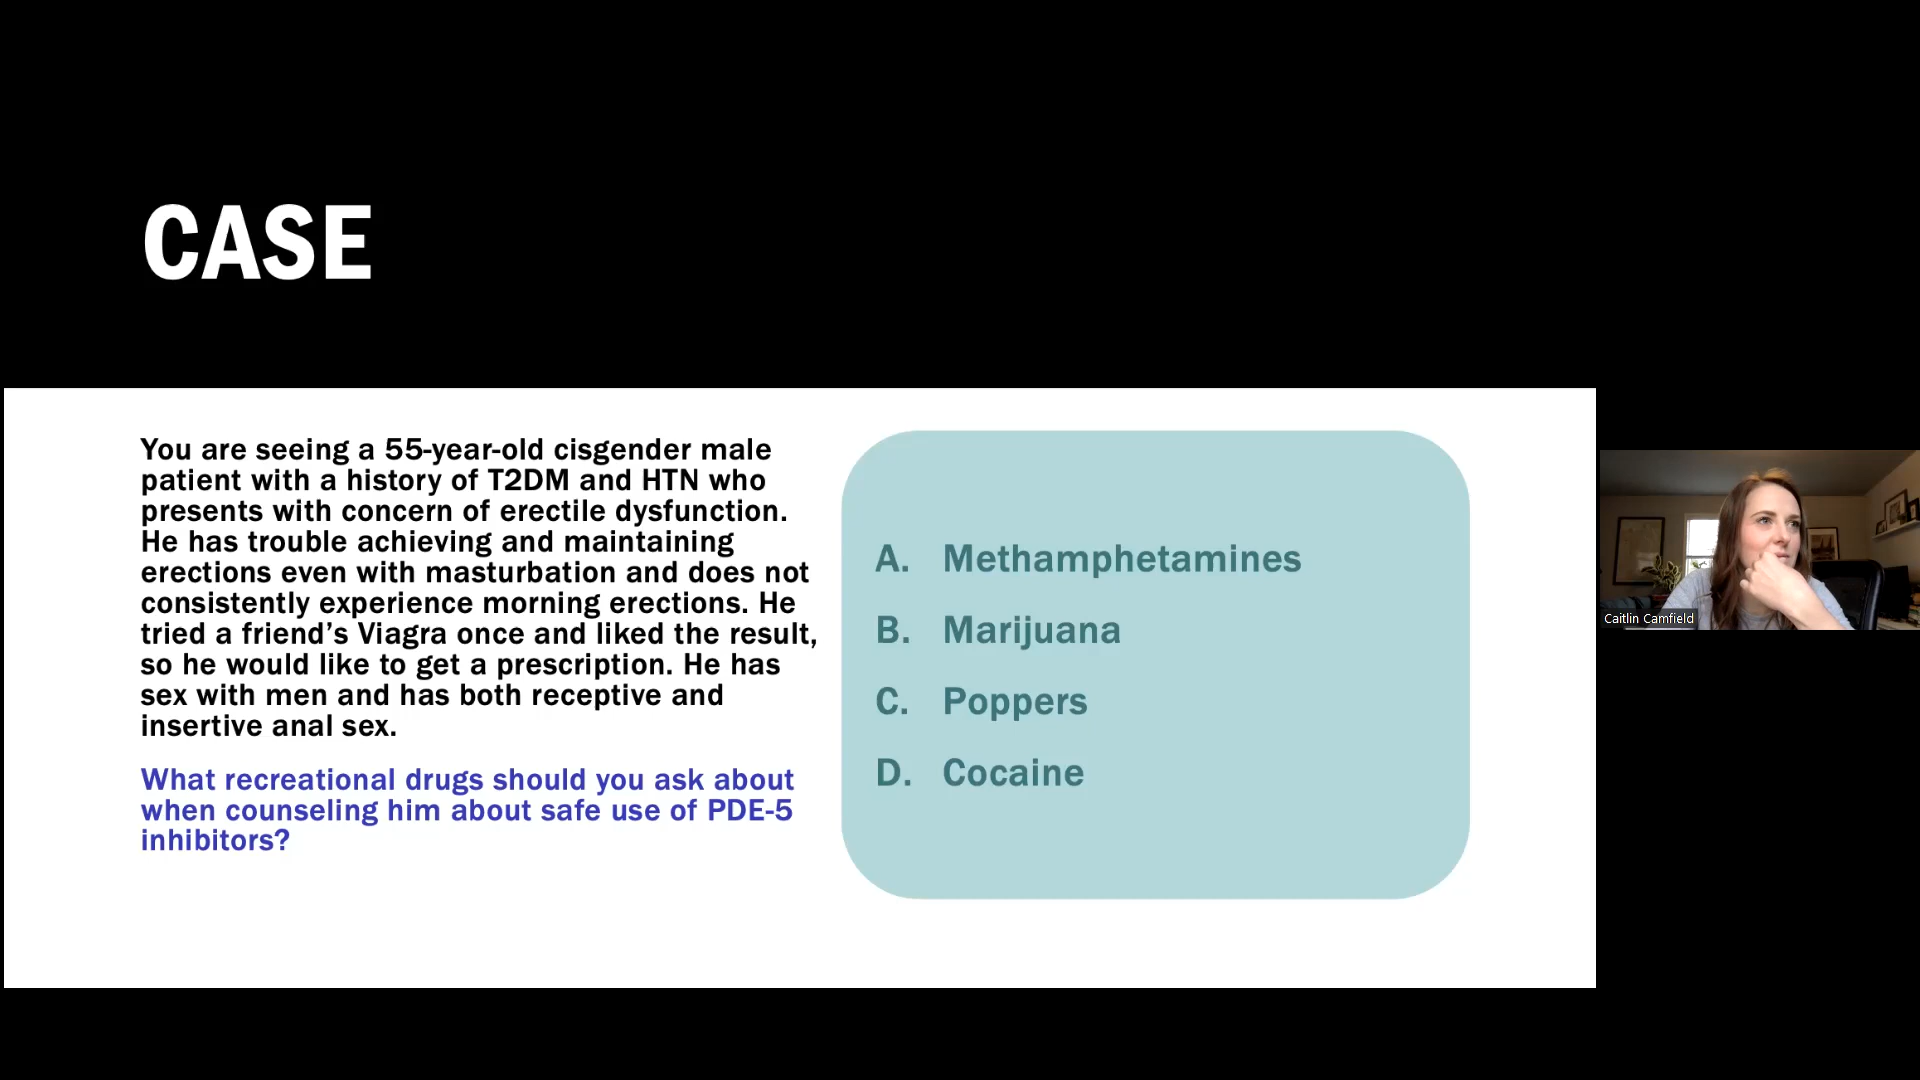 CASE
You are seeing a 55-year-old cisgender male
patient with a history of T2DM and HTN who
presents with concern of erectile dysfunction.
He has trouble achieving and maintaining
erections even with masturbation and does not
consistently experience morning erections. He
tried a friend’s Viagra once and liked the result,
so he would like to get a prescription. He has
sex with men and has both receptive and
insertive anal sex.
What recreational drugs should you ask about
when counseling him about safe use of PDE-5
inhibitors?
A. Methamphetamines
B. Marijuana
C. Poppers
D. Cocaine
Caitlin Camfield